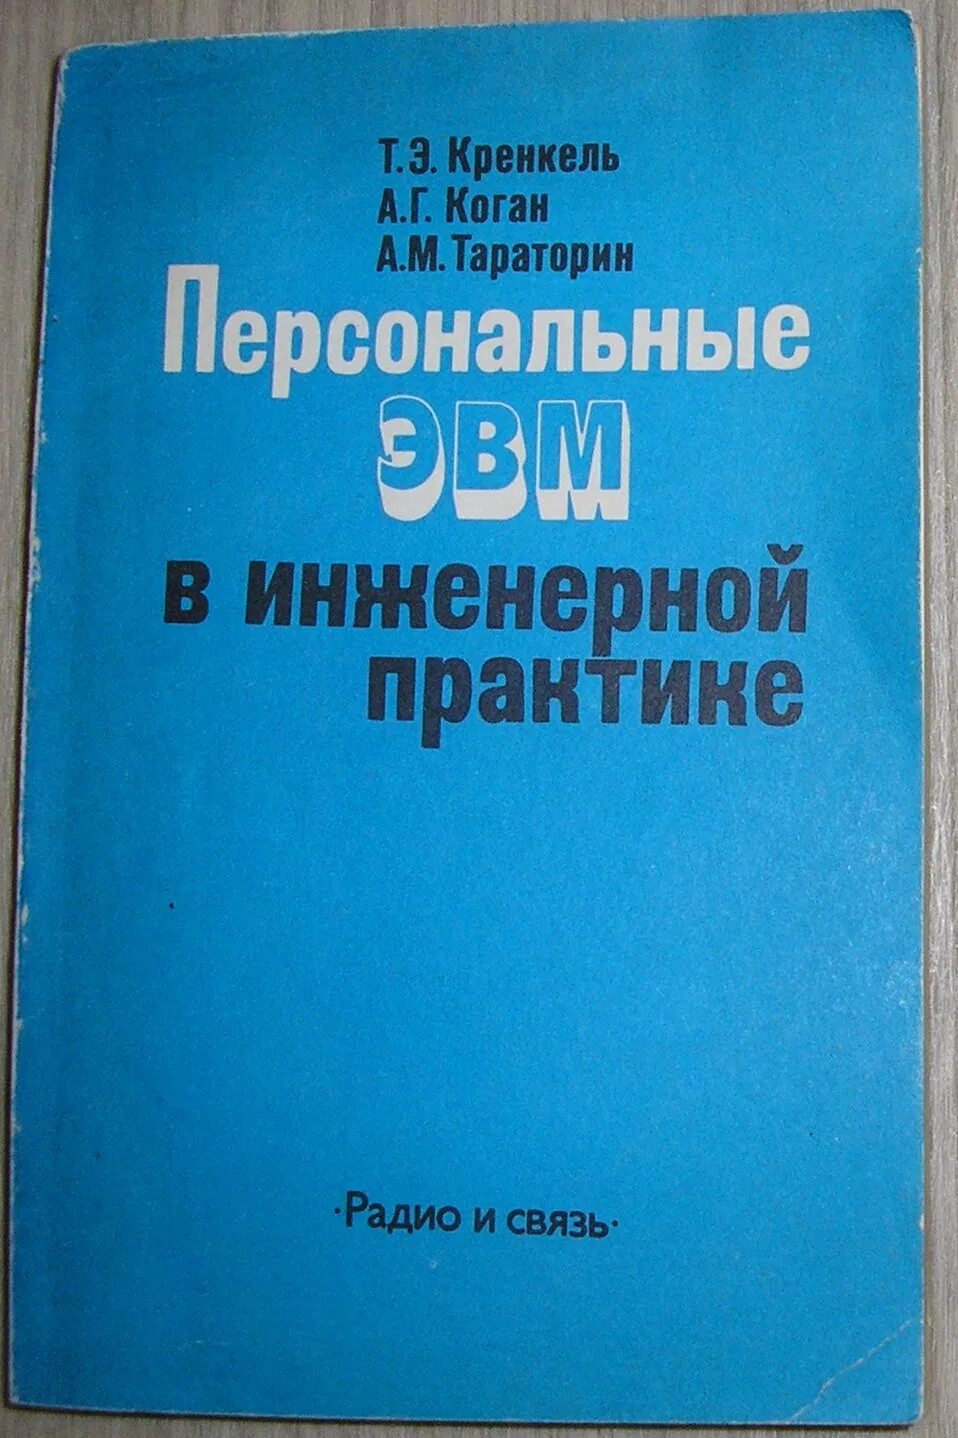 Т.Э. Кренкель
А.Г. Коган
А.М. Тараторин
Персональные
ЭВМ
в инженерной
практике
·Радио и связь·